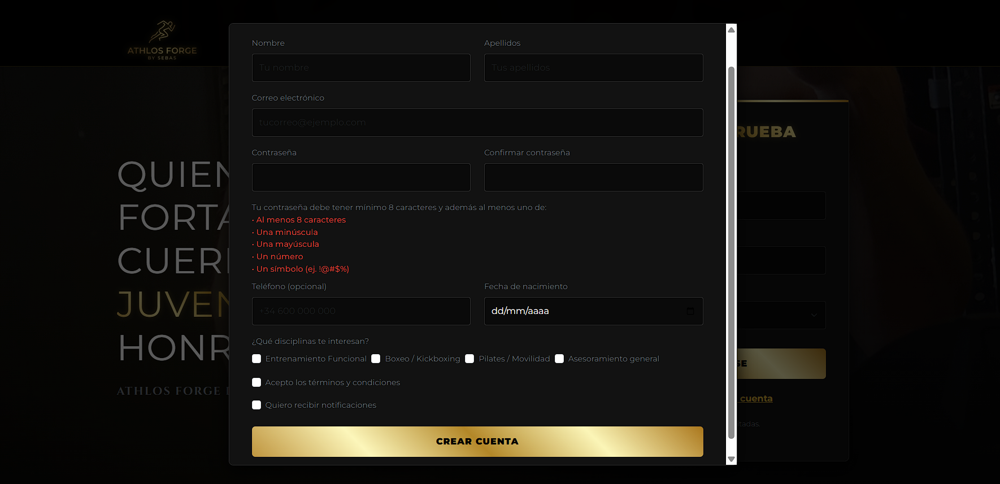 ATHLOS FORGE
BY SEBAS
Nombre
Apellidos
Tu nombre
Tus apellidos
Correo electrónico
tucorreo@ejemplo.com
Contraseña
Confirmar contraseña
Tu contraseña debe tener mínimo 8 caracteres y además al menos uno de:
• Al menos 8 caracteres
• Una minúscula
• Una mayúscula
• Un número
• Un símbolo (ej. !@#$%)
Teléfono (opcional)
Fecha de nacimiento
+34 600 000 000
dd/mm/aaaa
¿Qué disciplinas te interesan?
Entrenamiento Funcional
Boxeo / Kickboxing
Pilates / Movilidad
Asesoramiento general
Acepto los términos y condiciones
Quiero recibir notificaciones
CREAR CUENTA
QUIEN
FORTA
CUER
JUVEN
HONR
ATHLOS FORGE
RUEBA
SE
cuenta
tadas.